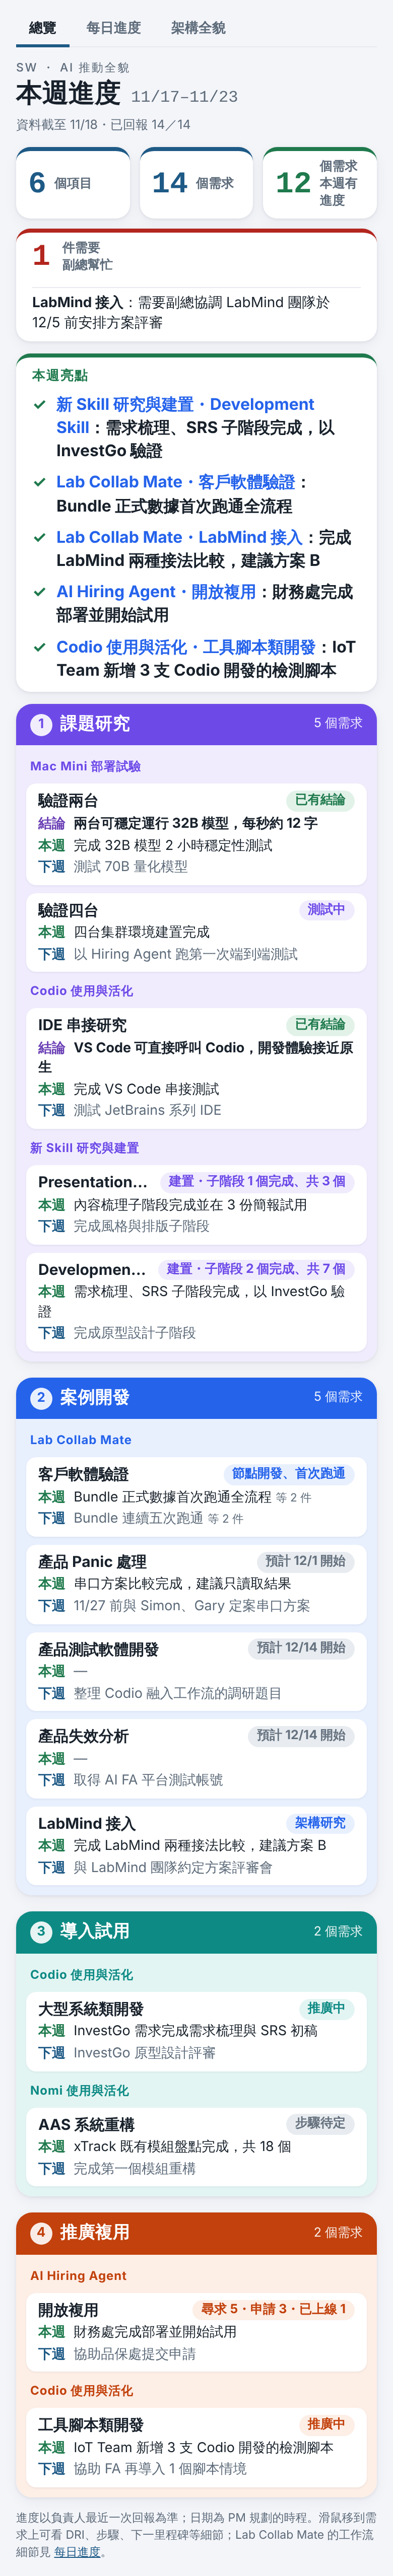 總覽 每日進度 架構全貌
SW · AI 推動全貌
本週進度 11/17–11/23
資料截至 11/18・已回報 14／14
6 個項目
14 個需求
12 個需求
本週有
進度
1 件需要
副總幫忙
LabMind 接入：需要副總協調 LabMind 團隊於
12/5 前安排方案評審
本週亮點
✓ 新 Skill 研究與建置・Development
Skill：需求梳理、SRS 子階段完成，以
InvestGo 驗證
✓ Lab Collab Mate・客戶軟體驗證：
Bundle 正式數據首次跑通全流程
✓ Lab Collab Mate・LabMind 接入：完成
LabMind 兩種接法比較，建議方案 B
✓ AI Hiring Agent・開放複用：財務處完成
部署並開始試用
✓ Codio 使用與活化・工具腳本類開發：IoT
Team 新增 3 支 Codio 開發的檢測腳本
1 課題研究 5 個需求
Mac Mini 部署試驗
驗證兩台 已有結論
結論 兩台可穩定運行 32B 模型，每秒約 12 字
本週 完成 32B 模型 2 小時穩定性測試
下週 測試 70B 量化模型
驗證四台 測試中
本週 四台集群環境建置完成
下週 以 Hiring Agent 跑第一次端到端測試
Codio 使用與活化
IDE 串接研究 已有結論
結論 VS Code 可直接呼叫 Codio，開發體驗接近原
生
本週 完成 VS Code 串接測試
下週 測試 JetBrains 系列 IDE
新 Skill 研究與建置
Presentation... 建置・子階段 1 個完成、共 3 個
本週 內容梳理子階段完成並在 3 份簡報試用
下週 完成風格與排版子階段
Developmen... 建置・子階段 2 個完成、共 7 個
本週 需求梳理、SRS 子階段完成，以 InvestGo 驗
證
下週 完成原型設計子階段
2 案例開發 5 個需求
Lab Collab Mate
客戶軟體驗證 節點開發、首次跑通
本週 Bundle 正式數據首次跑通全流程 等 2 件
下週 Bundle 連續五次跑通 等 2 件
產品 Panic 處理 預計 12/1 開始
本週 串口方案比較完成，建議只讀取結果
下週 11/27 前與 Simon、Gary 定案串口方案
產品測試軟體開發 預計 12/14 開始
本週 —
下週 整理 Codio 融入工作流的調研題目
產品失效分析 預計 12/14 開始
本週 —
下週 取得 AI FA 平台測試帳號
LabMind 接入 架構研究
本週 完成 LabMind 兩種接法比較，建議方案 B
下週 與 LabMind 團隊約定方案評審會
3 導入試用 2 個需求
Codio 使用與活化
大型系統類開發 推廣中
本週 InvestGo 需求完成需求梳理與 SRS 初稿
下週 InvestGo 原型設計評審
Nomi 使用與活化
AAS 系統重構 步驟待定
本週 xTrack 既有模組盤點完成，共 18 個
下週 完成第一個模組重構
4 推廣複用 2 個需求
AI Hiring Agent
開放複用 尋求 5・申請 3・已上線 1
本週 財務處完成部署並開始試用
下週 協助品保處提交申請
Codio 使用與活化
工具腳本類開發 推廣中
本週 IoT Team 新增 3 支 Codio 開發的檢測腳本
下週 協助 FA 再導入 1 個腳本情境
進度以負責人最近一次回報為準；日期為 PM 規劃的時程。滑鼠移到需
求上可看 DRI、步驟、下一里程碑等細節；Lab Collab Mate 的工作流
細節見 每日進度。